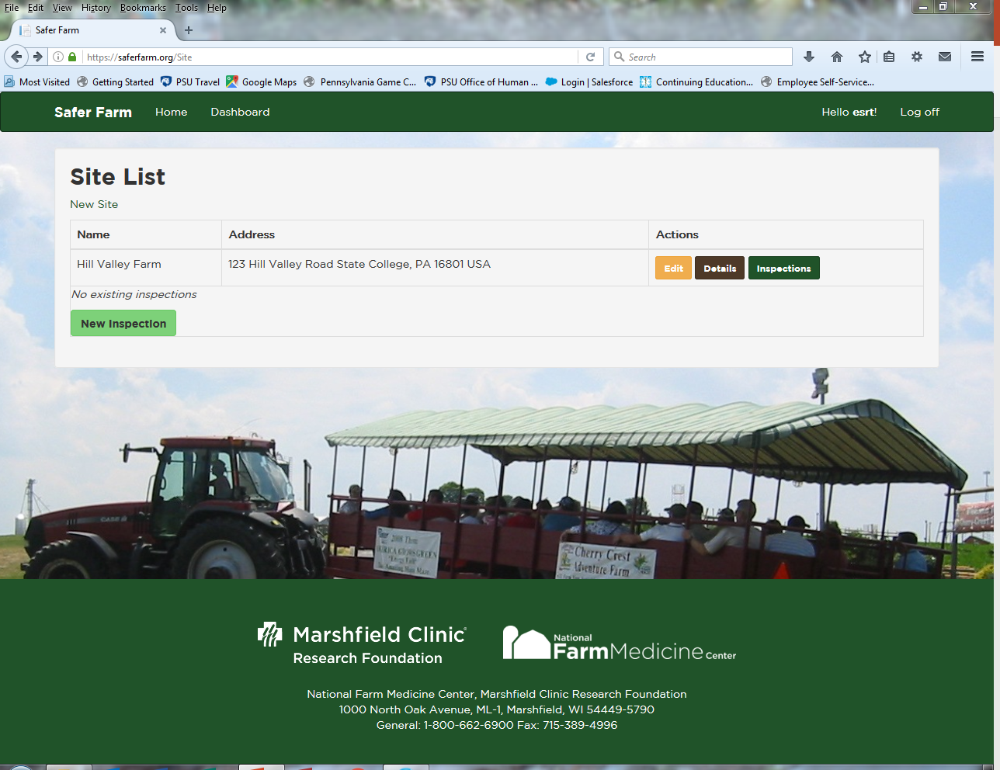 File Edit View History Bookmarks Tools Help
Safer Farm
https://saferfarm.org/Site
Search
Most Visited Getting Started PSU Travel Google Maps Pennsylvania Game C... PSU Office of Human ... Login | Salesforce Continuing Education... Employee Self-Service...
Safer Farm Home Dashboard Hello esrt! Log off
Site List
New Site
Name Address Actions
Hill Valley Farm 123 Hill Valley Road State College, PA 16801 USA Edit Details Inspections
No existing inspections
New Inspection
CASE IH
Cherry Crest
Adventure Farm
Marshfield Clinic®
Research Foundation
National
FarmMedicine Center
National Farm Medicine Center, Marshfield Clinic Research Foundation
1000 North Oak Avenue, ML-1, Marshfield, WI 54449-5790
General: 1-800-662-6900 Fax: 715-389-4996